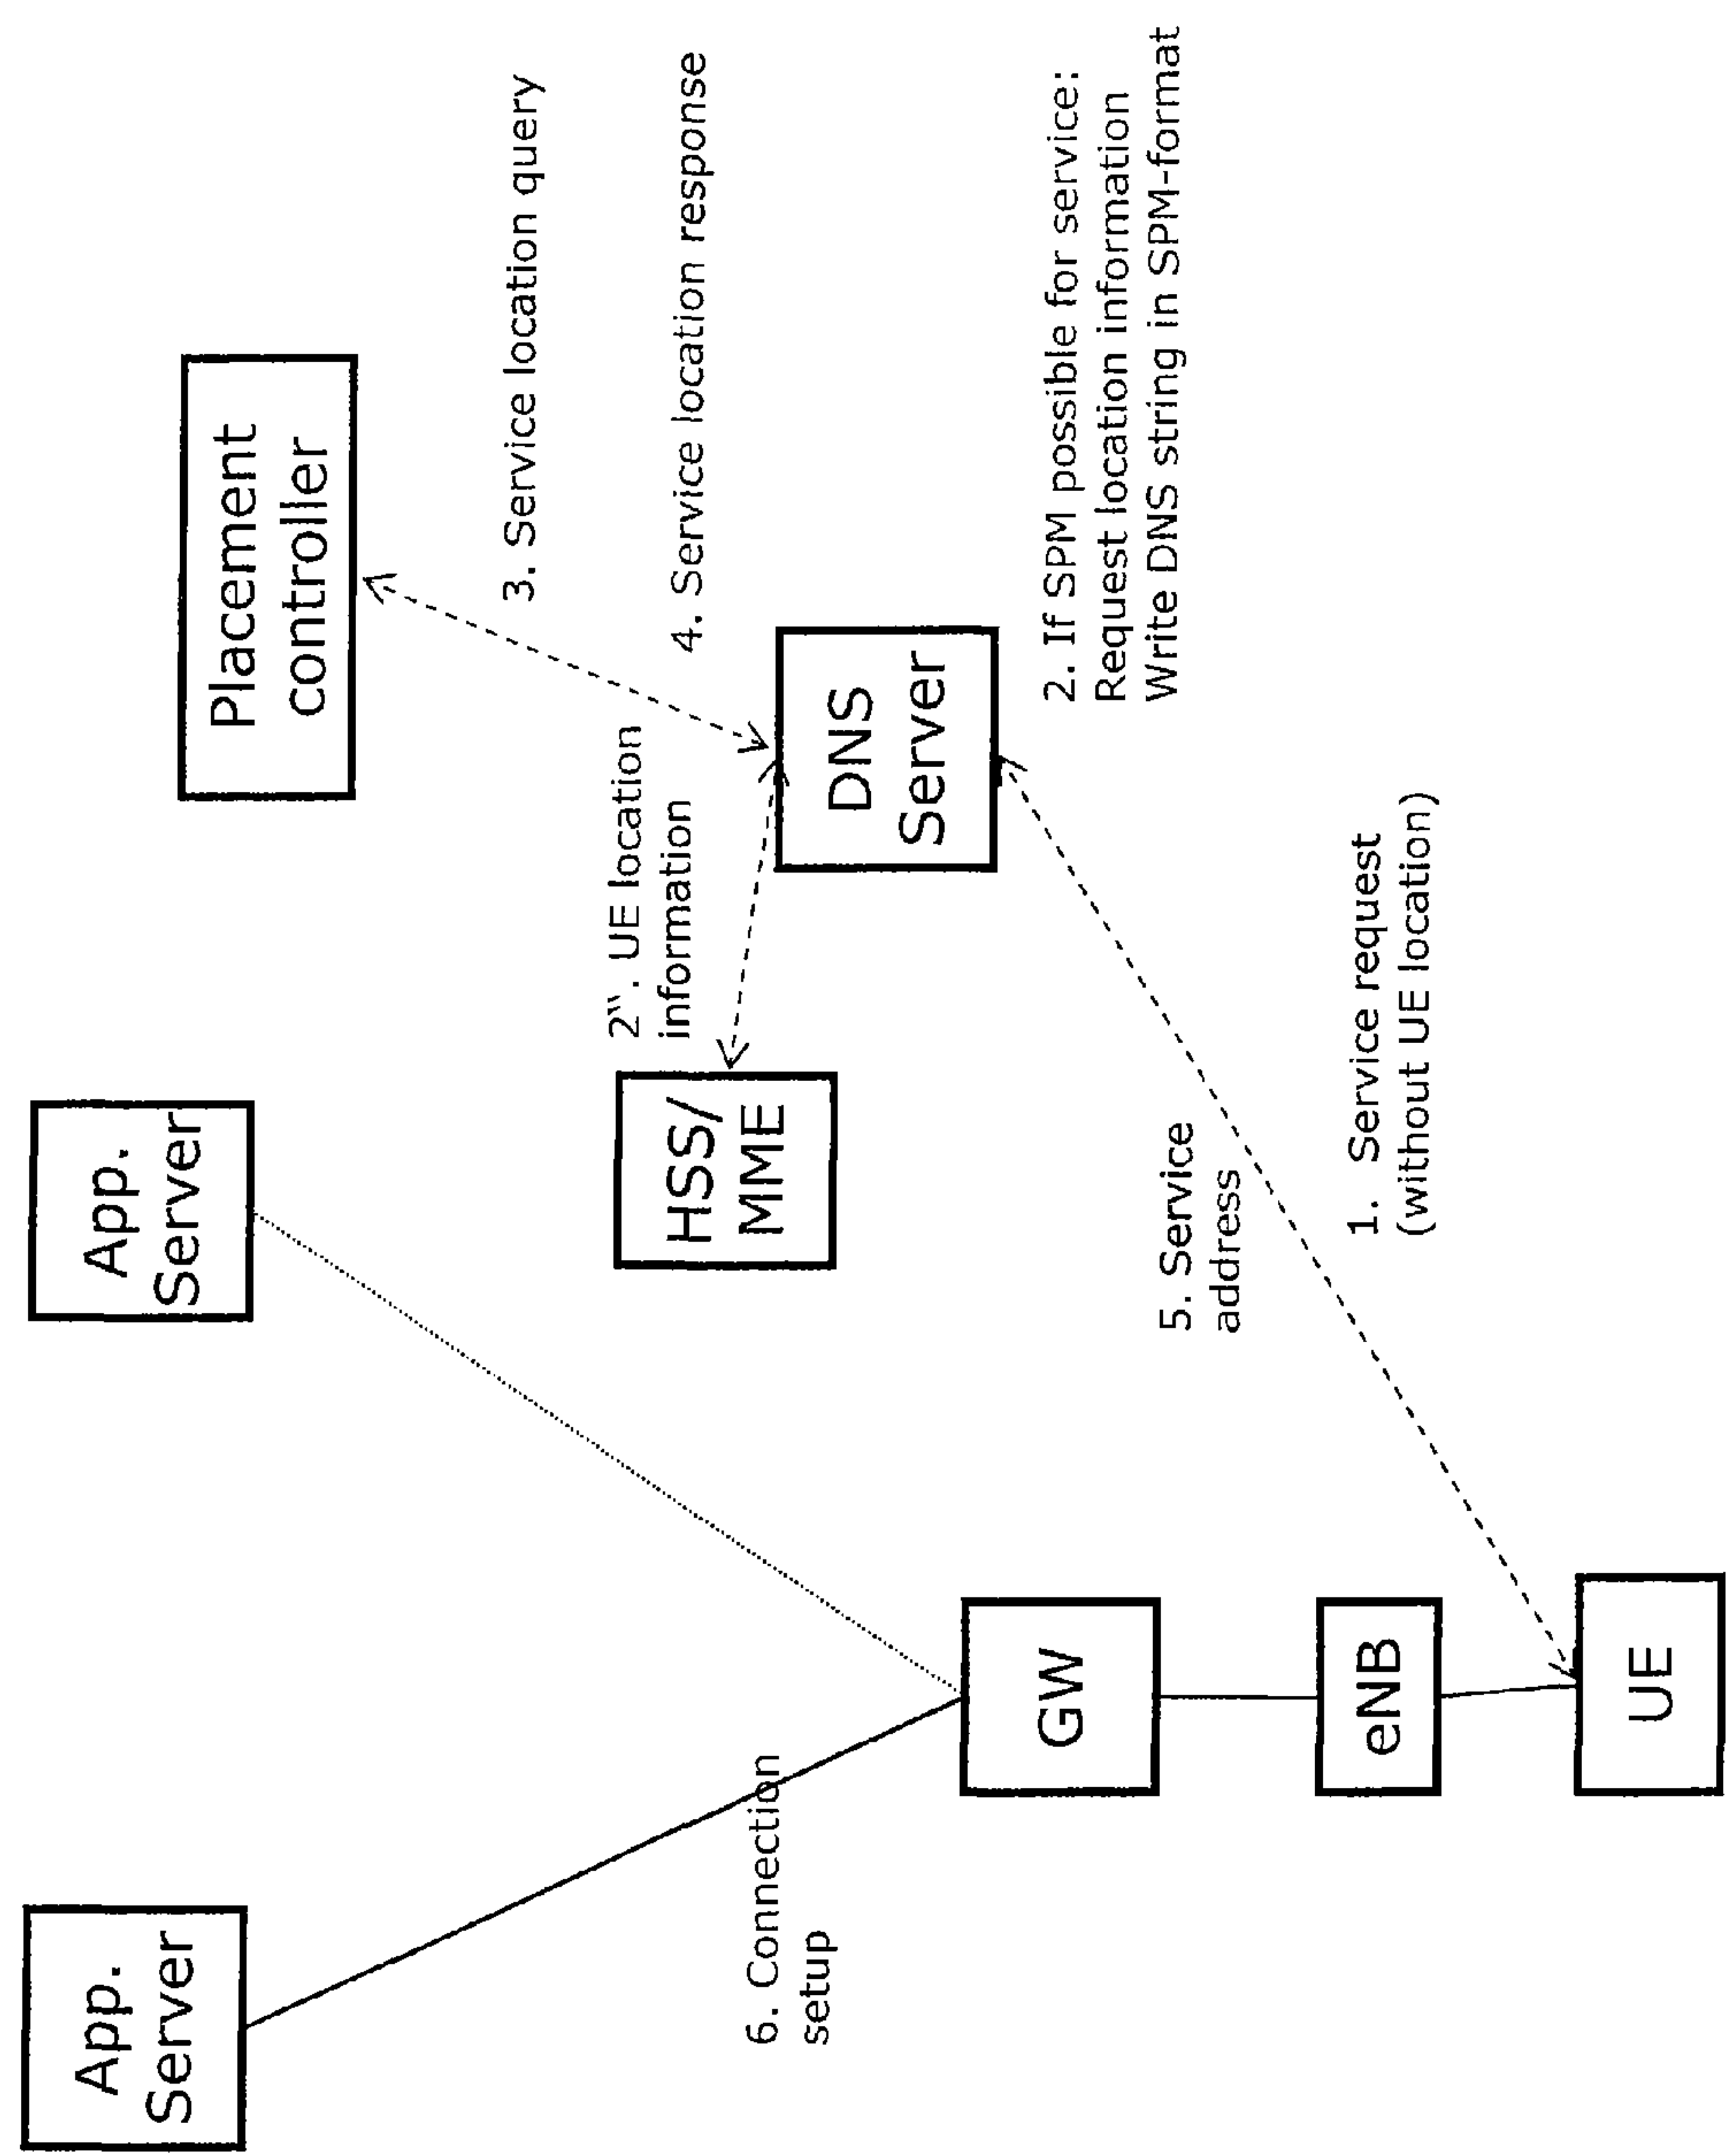 App.
Server
App.
Server
Placement
controller
3. Service location query
4. Service location response
2“. UE location
information
HSS/
MME
DNS
Server
2. If SPM possible for service:
Request location information
Write DNS string in SPM-format
6. Connection
setup
5. Service
address
GW
1. Service request
(without UE location)
eNB
UE